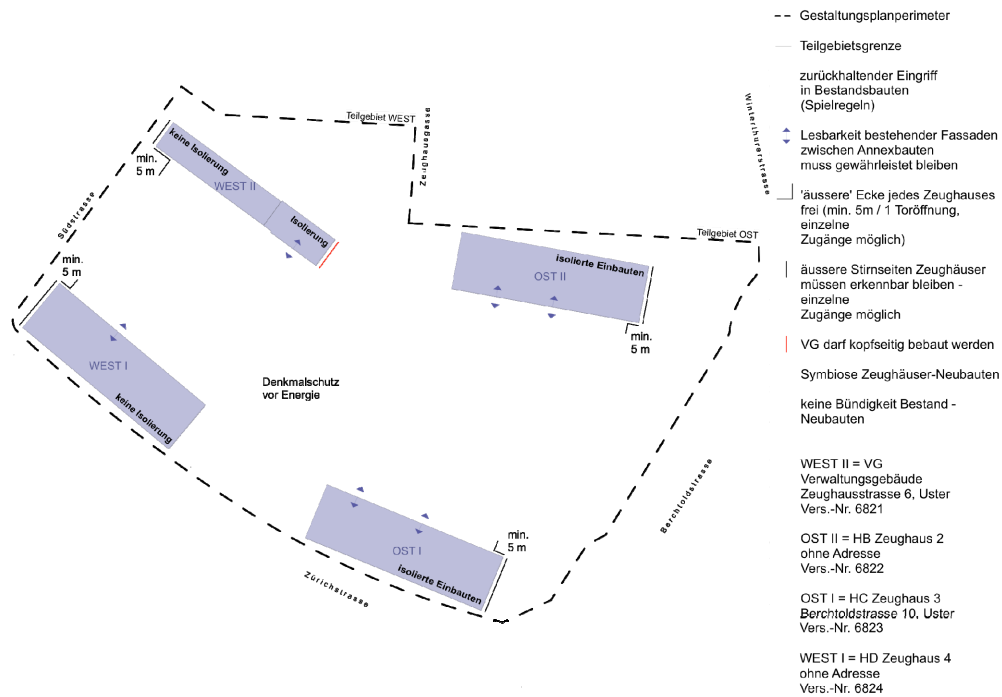 Teilgebiet WEST
Zeughausgasse
Winterthurerstrasse
keine Isolierung
WEST II
Isolierung
min.
5 m
Südstrasse
Teilgebiet OST
isolierte Einbauten
OST II
min.
5 m
min.
5 m
WEST I
keine Isolierung
Denkmalschutz
vor Energie
Berchtoldstrasse
OST I
isolierte Einbauten
min.
5 m
Zürichstrasse
Gestaltungsplanperimeter
Teilgebietsgrenze
zurückhaltender Eingriff
in Bestandsbauten
(Spielregeln)
Lesbarkeit bestehender Fassaden
zwischen Annexbauten
muss gewährleistet bleiben
'äussere' Ecke jedes Zeughauses
frei (min. 5m / 1 Toröffnung,
einzelne
Zugänge möglich)
äussere Stirnseiten Zeughäuser
müssen erkennbar bleiben -
einzelne
Zugänge möglich
VG darf kopfseitig bebaut werden
Symbiose Zeughäuser-Neubauten
keine Bündigkeit Bestand -
Neubauten
WEST II = VG
Verwaltungsgebäude
Zeughausstrasse 6, Uster
Vers.-Nr. 6821
OST II = HB Zeughaus 2
ohne Adresse
Vers.-Nr. 6822
OST I = HC Zeughaus 3
Berchtoldstrasse 10, Uster
Vers.-Nr. 6823
WEST I = HD Zeughaus 4
ohne Adresse
Vers.-Nr. 6824